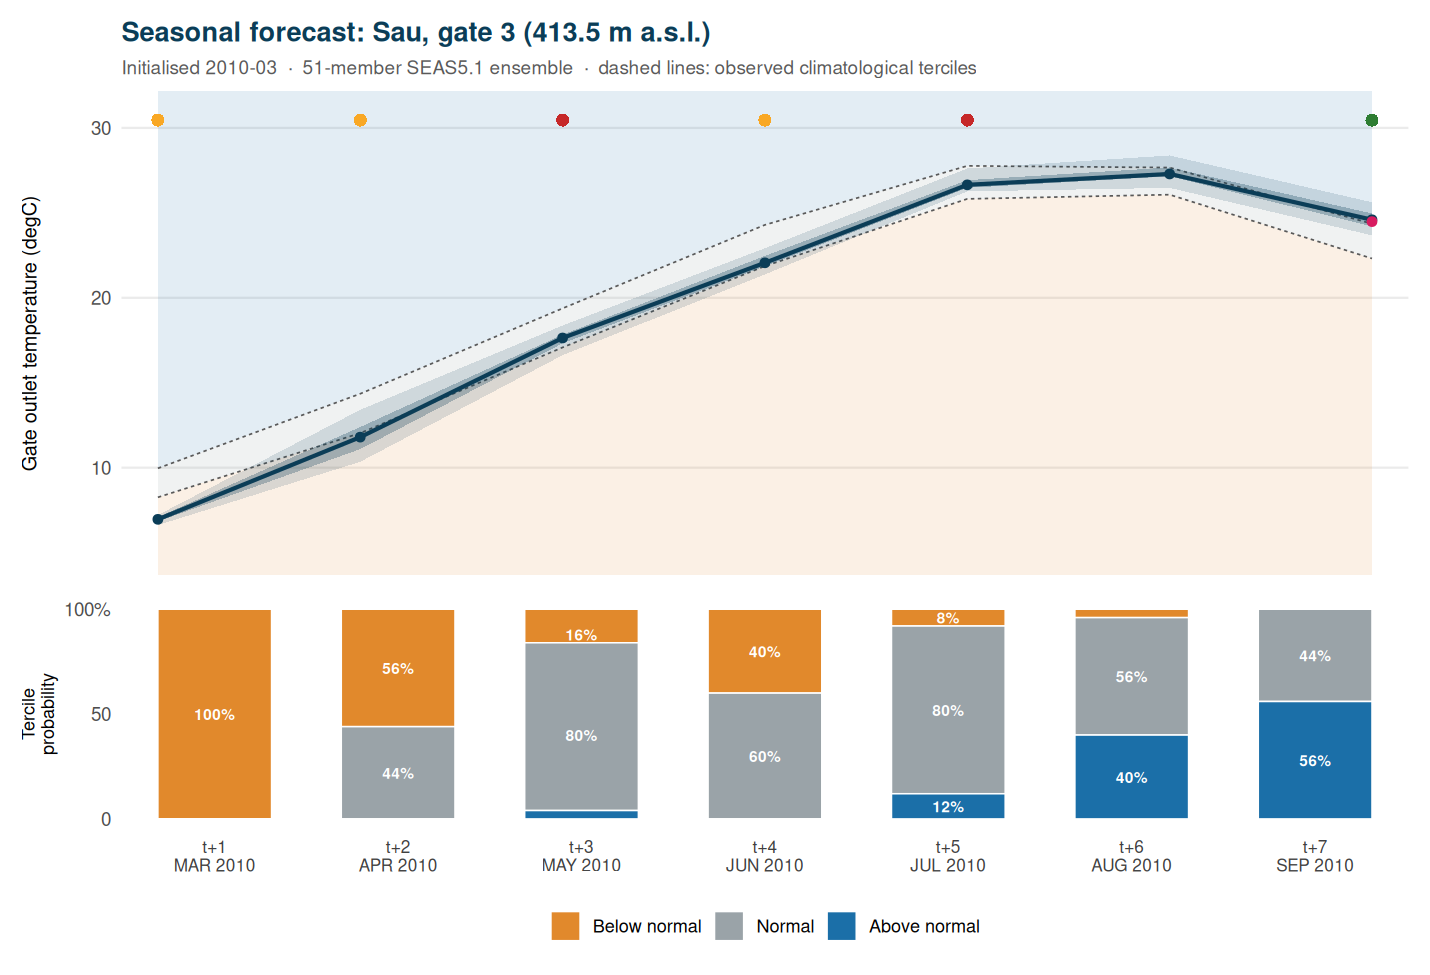 Seasonal forecast: Sau, gate 3 (413.5 m a.s.l.)
Initialised 2010-03 · 51-member SEAS5.1 ensemble · dashed lines: observed climatological terciles
Gate outlet temperature (degC)
30
20
10
Tercile
probability
100%
50
0
100%
56%
44%
16%
80%
40%
60%
8%
80%
12%
56%
40%
44%
56%
t+1
MAR 2010
t+2
APR 2010
t+3
MAY 2010
t+4
JUN 2010
t+5
JUL 2010
t+6
AUG 2010
t+7
SEP 2010
Below normal
Normal
Above normal